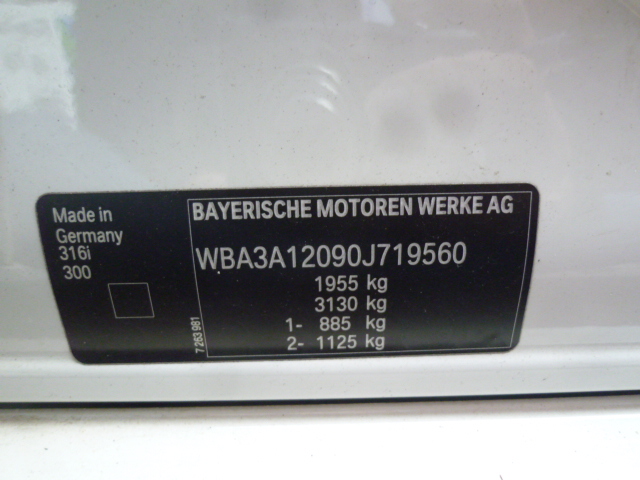 Made in
Germany
316i
300
7 263 981
BAYERISCHE MOTOREN WERKE AG
WBA3A12090J719560
1955 kg
3130 kg
1- 885 kg
2- 1125 kg